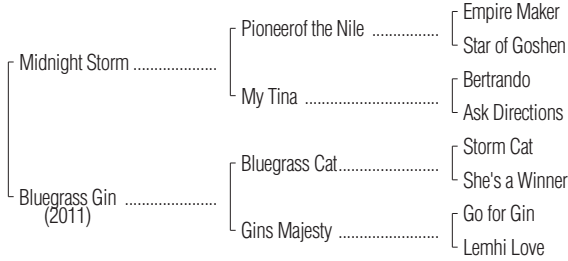 Empire Maker
Pioneerof the Nile ................
Star of Goshen
Midnight Storm .....................
Bertrando
My Tina ..................................
Ask Directions
Storm Cat
Bluegrass Cat.........................
She's a Winner
Bluegrass Gin .......................
(2011)
Go for Gin
Gins Majesty .........................
Lemhi Love